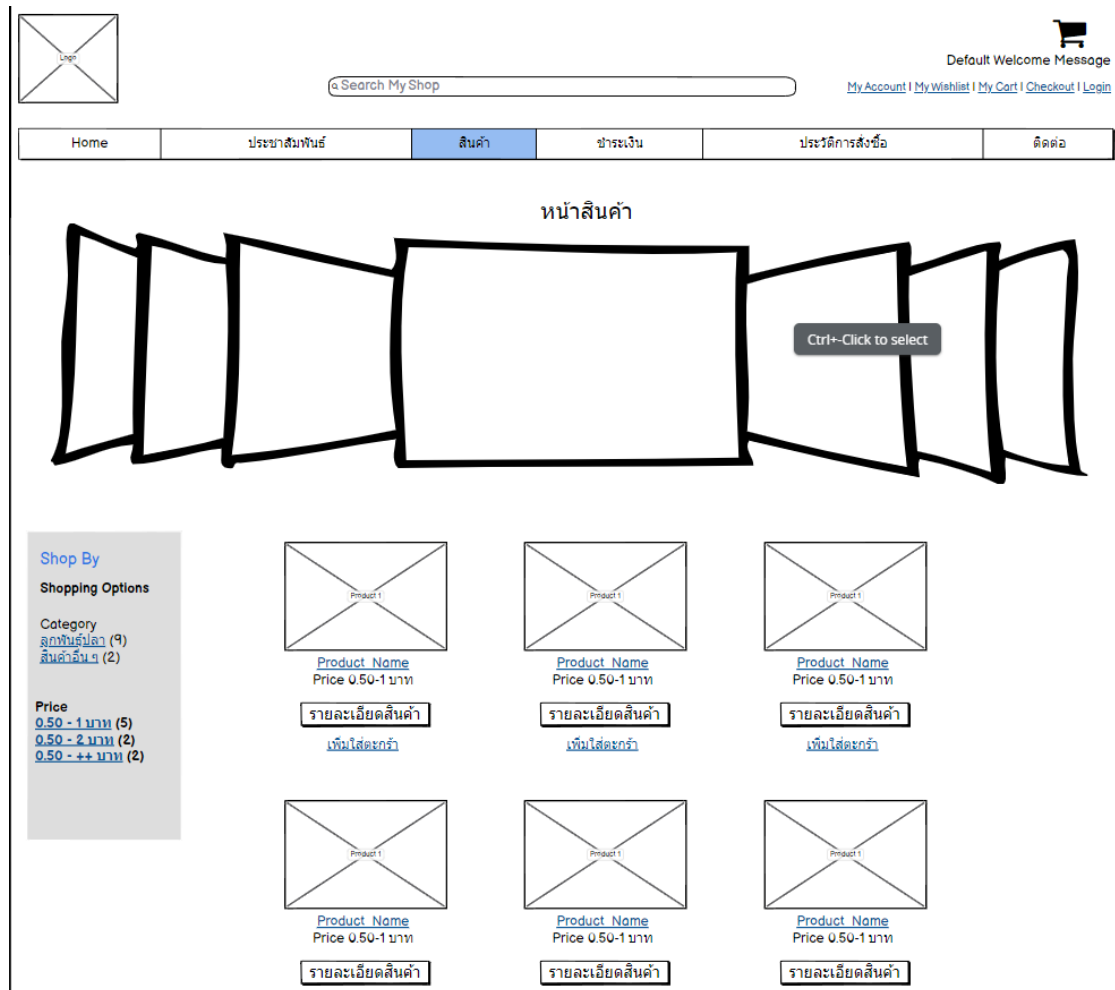 Logo
Default Welcome Message
Search My Shop
My Account | My Wishlist | My Cart | Checkout | Login
Home ประชาสัมพันธ์ สินค้า ชำระเงิน ประวัติการสั่งซื้อ ติดต่อ
หน้าสินค้า
Ctrl+-Click to select
Shop By
Shopping Options
Category
ลูกพันธุ์ปลา (9)
สินค้าอื่น ๆ (2)
Price
0.50 - 1 บาท (5)
0.50 - 2 บาท (2)
0.50 - ++ บาท (2)
Product 1 Product 1 Product 1
Product Name Product Name Product Name
Price 0.50-1 บาท Price 0.50-1 บาท Price 0.50-1 บาท
รายละเอียดสินค้า รายละเอียดสินค้า รายละเอียดสินค้า
เพิ่มใส่ตะกร้า เพิ่มใส่ตะกร้า เพิ่มใส่ตะกร้า
Product 1 Product 1 Product 1
Product Name Product Name Product Name
Price 0.50-1 บาท Price 0.50-1 บาท Price 0.50-1 บาท
รายละเอียดสินค้า รายละเอียดสินค้า รายละเอียดสินค้า